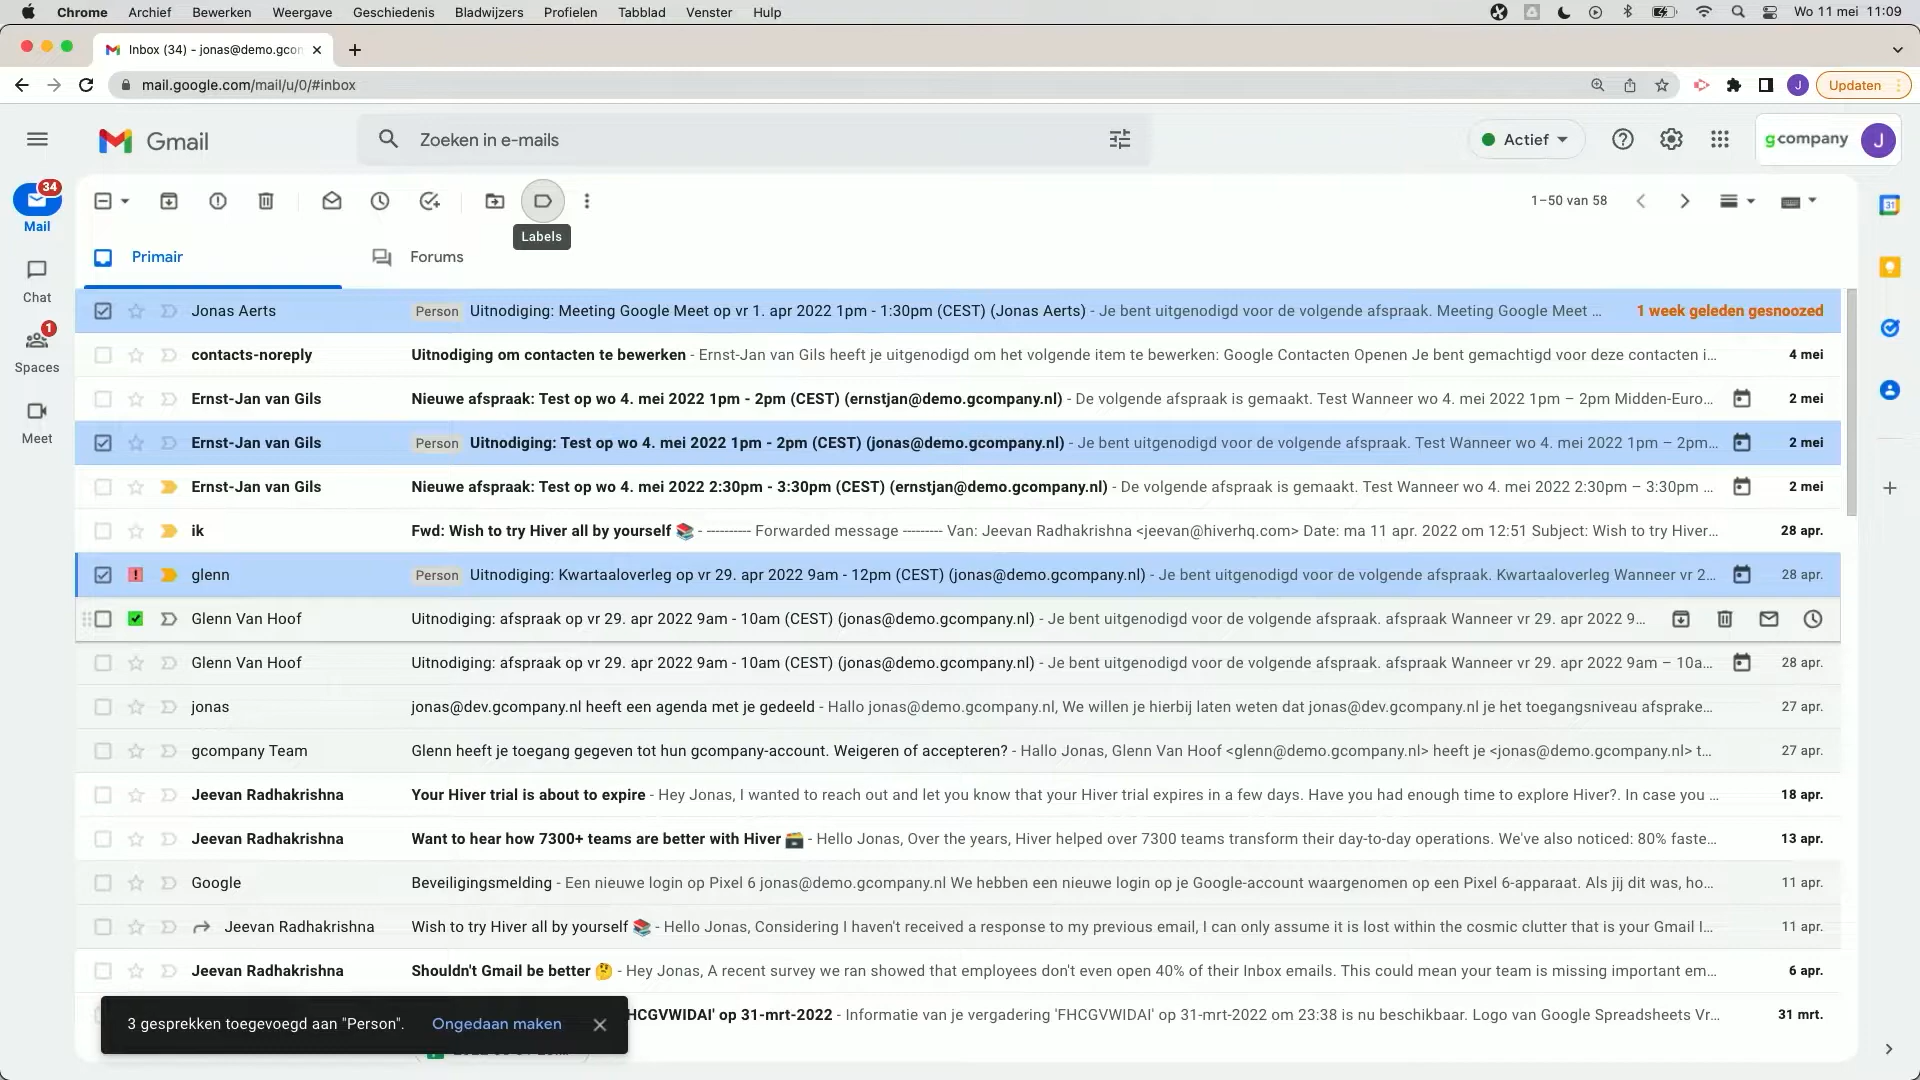 Chrome Archief Bewerken Weergave Geschiedenis Bladwijzers Profielen Tabblad Venster Help Wo 11 mei 11:09
Inbox (34) - jonas@demo.gcon
mail.google.com/mail/u/0/#inbox J Updaten
Gmail Zoeken in e-mails Actief gcompany J
34
Mail
1–50 van 58
Labels
Primair Forums
Chat
1
Spaces
Meet
31
Jonas Aerts Person Uitnodiging: Meeting Google Meet op vr 1. apr 2022 1pm - 1:30pm (CEST) (Jonas Aerts) - Je bent uitgenodigd voor de volgende afspraak. Meeting Google Meet ... 1 week geleden gesnoozed
contacts-noreply Uitnodiging om contacten te bewerken - Ernst-Jan van Gils heeft je uitgenodigd om het volgende item te bewerken: Google Contacten Openen Je bent gemachtigd voor deze contacten i... 4 mei
Ernst-Jan van Gils Nieuwe afspraak: Test op wo 4. mei 2022 1pm - 2pm (CEST) (ernstjan@demo.gcompany.nl) - De volgende afspraak is gemaakt. Test Wanneer wo 4. mei 2022 1pm – 2pm Midden-Euro... 2 mei
Ernst-Jan van Gils Person Uitnodiging: Test op wo 4. mei 2022 1pm - 2pm (CEST) (jonas@demo.gcompany.nl) - Je bent uitgenodigd voor de volgende afspraak. Test Wanneer wo 4. mei 2022 1pm – 2pm... 2 mei
Ernst-Jan van Gils Nieuwe afspraak: Test op wo 4. mei 2022 2:30pm - 3:30pm (CEST) (ernstjan@demo.gcompany.nl) - De volgende afspraak is gemaakt. Test Wanneer wo 4. mei 2022 2:30pm – 3:30pm ... 2 mei
ik Fwd: Wish to try Hiver all by yourself 📚 - ---------- Forwarded message --------- Van: Jeevan Radhakrishna <jeevan@hiverhq.com> Date: ma 11 apr. 2022 om 12:51 Subject: Wish to try Hiver... 28 apr.
glenn Person Uitnodiging: Kwartaaloverleg op vr 29. apr 2022 9am - 12pm (CEST) (jonas@demo.gcompany.nl) - Je bent uitgenodigd voor de volgende afspraak. Kwartaaloverleg Wanneer vr 2... 28 apr.
Glenn Van Hoof Uitnodiging: afspraak op vr 29. apr 2022 9am - 10am (CEST) (jonas@demo.gcompany.nl) - Je bent uitgenodigd voor de volgende afspraak. afspraak Wanneer vr 29. apr 2022 9...
Glenn Van Hoof Uitnodiging: afspraak op vr 29. apr 2022 9am - 10am (CEST) (jonas@demo.gcompany.nl) - Je bent uitgenodigd voor de volgende afspraak. afspraak Wanneer vr 29. apr 2022 9am – 10a... 28 apr.
jonas jonas@dev.gcompany.nl heeft een agenda met je gedeeld - Hallo jonas@demo.gcompany.nl, We willen je hierbij laten weten dat jonas@dev.gcompany.nl je het toegangsniveau afsprake... 27 apr.
gcompany Team Glenn heeft je toegang gegeven tot hun gcompany-account. Weigeren of accepteren? - Hallo Jonas, Glenn Van Hoof <glenn@demo.gcompany.nl> heeft je <jonas@demo.gcompany.nl> t... 27 apr.
Jeevan Radhakrishna Your Hiver trial is about to expire - Hey Jonas, I wanted to reach out and let you know that your Hiver trial expires in a few days. Have you had enough time to explore Hiver?. In case you ... 18 apr.
Jeevan Radhakrishna Want to hear how 7300+ teams are better with Hiver 🗃️ - Hello Jonas, Over the years, Hiver helped over 7300 teams transform their day-to-day operations. We've also noticed: 80% faste... 13 apr.
Google Beveiligingsmelding - Een nieuwe login op Pixel 6 jonas@demo.gcompany.nl We hebben een nieuwe login op je Google-account waargenomen op een Pixel 6-apparaat. Als jij dit was, ho... 11 apr.
Jeevan Radhakrishna Wish to try Hiver all by yourself 📚 - Hello Jonas, Considering I haven't received a response to my previous email, I can only assume it is lost within the cosmic clutter that is your Gmail I... 11 apr.
Jeevan Radhakrishna Shouldn't Gmail be better 🤔 - Hey Jonas, A recent survey we ran showed that employees don't even open 40% of their Inbox emails. This could mean your team is missing important em... 6 apr.
HCGVWIDAI' op 31-mrt-2022 - Informatie van je vergadering 'FHCGVWIDAI' op 31-mrt-2022 om 23:38 is nu beschikbaar. Logo van Google Spreadsheets Vr... 31 mrt.
3 gesprekken toegevoegd aan "Person". Ongedaan maken